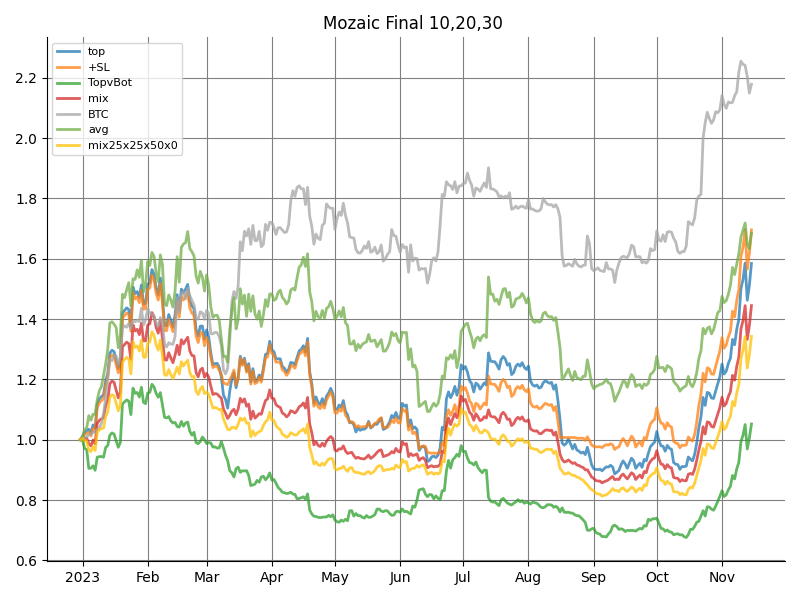 Mozaic Final 10,20,30
top
+SL
TopvBot
mix
BTC
avg
mix25x25x50x0
2.2
2.0
1.8
1.6
1.4
1.2
1.0
0.8
0.6
2023 Feb Mar Apr May Jun Jul Aug Sep Oct Nov